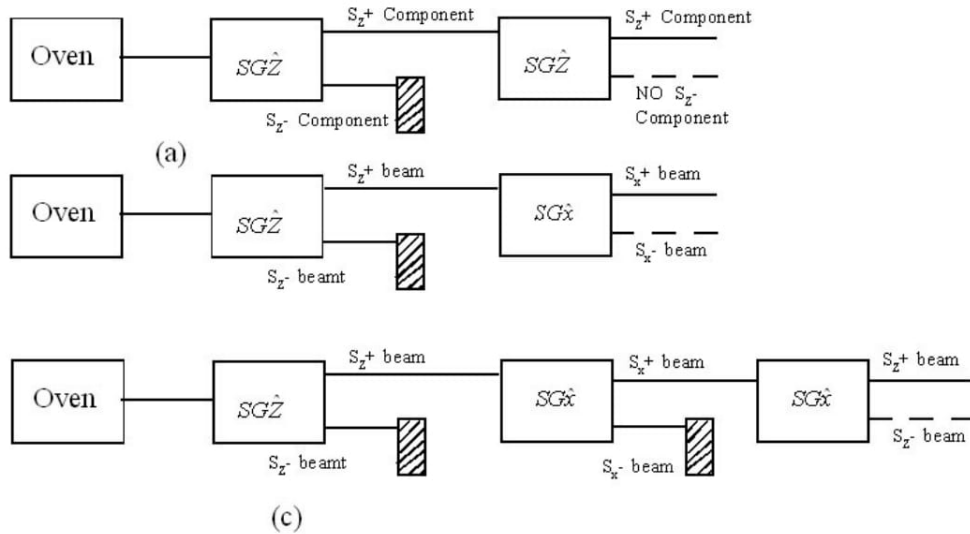 S_z+ Component
S_z+ Component
Oven
SGẐ
SGẐ
S_z- Component
NO S_z-
Component
(a)
S_z+ beam
S_x+ beam
Oven
SGẐ
SGx̂
S_z- beamt
S_x- beam
S_z+ beam
S_x+ beam
S_z+ beam
Oven
SGẐ
SGx̂
SGx̂
S_z- beamt
S_x- beam
S_z- beam
(c)